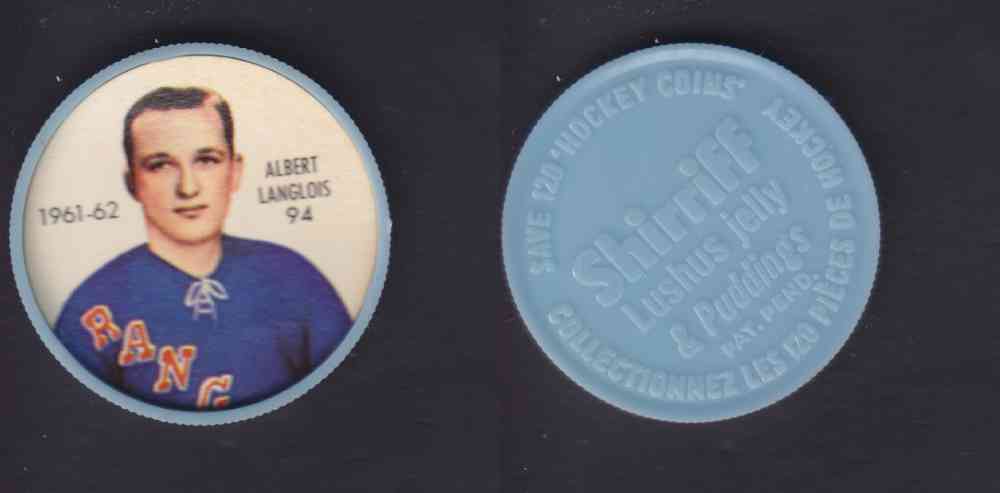 1961-62
ALBERT
LANGLOIS
94
RANG
SAVE 120 "HOCKEY COINS"
Shirriff
Lushus jelly
& Puddings
PAT. PEND.
COLLECTIONNEZ LES 120 PIÈCES DE HOCKEY